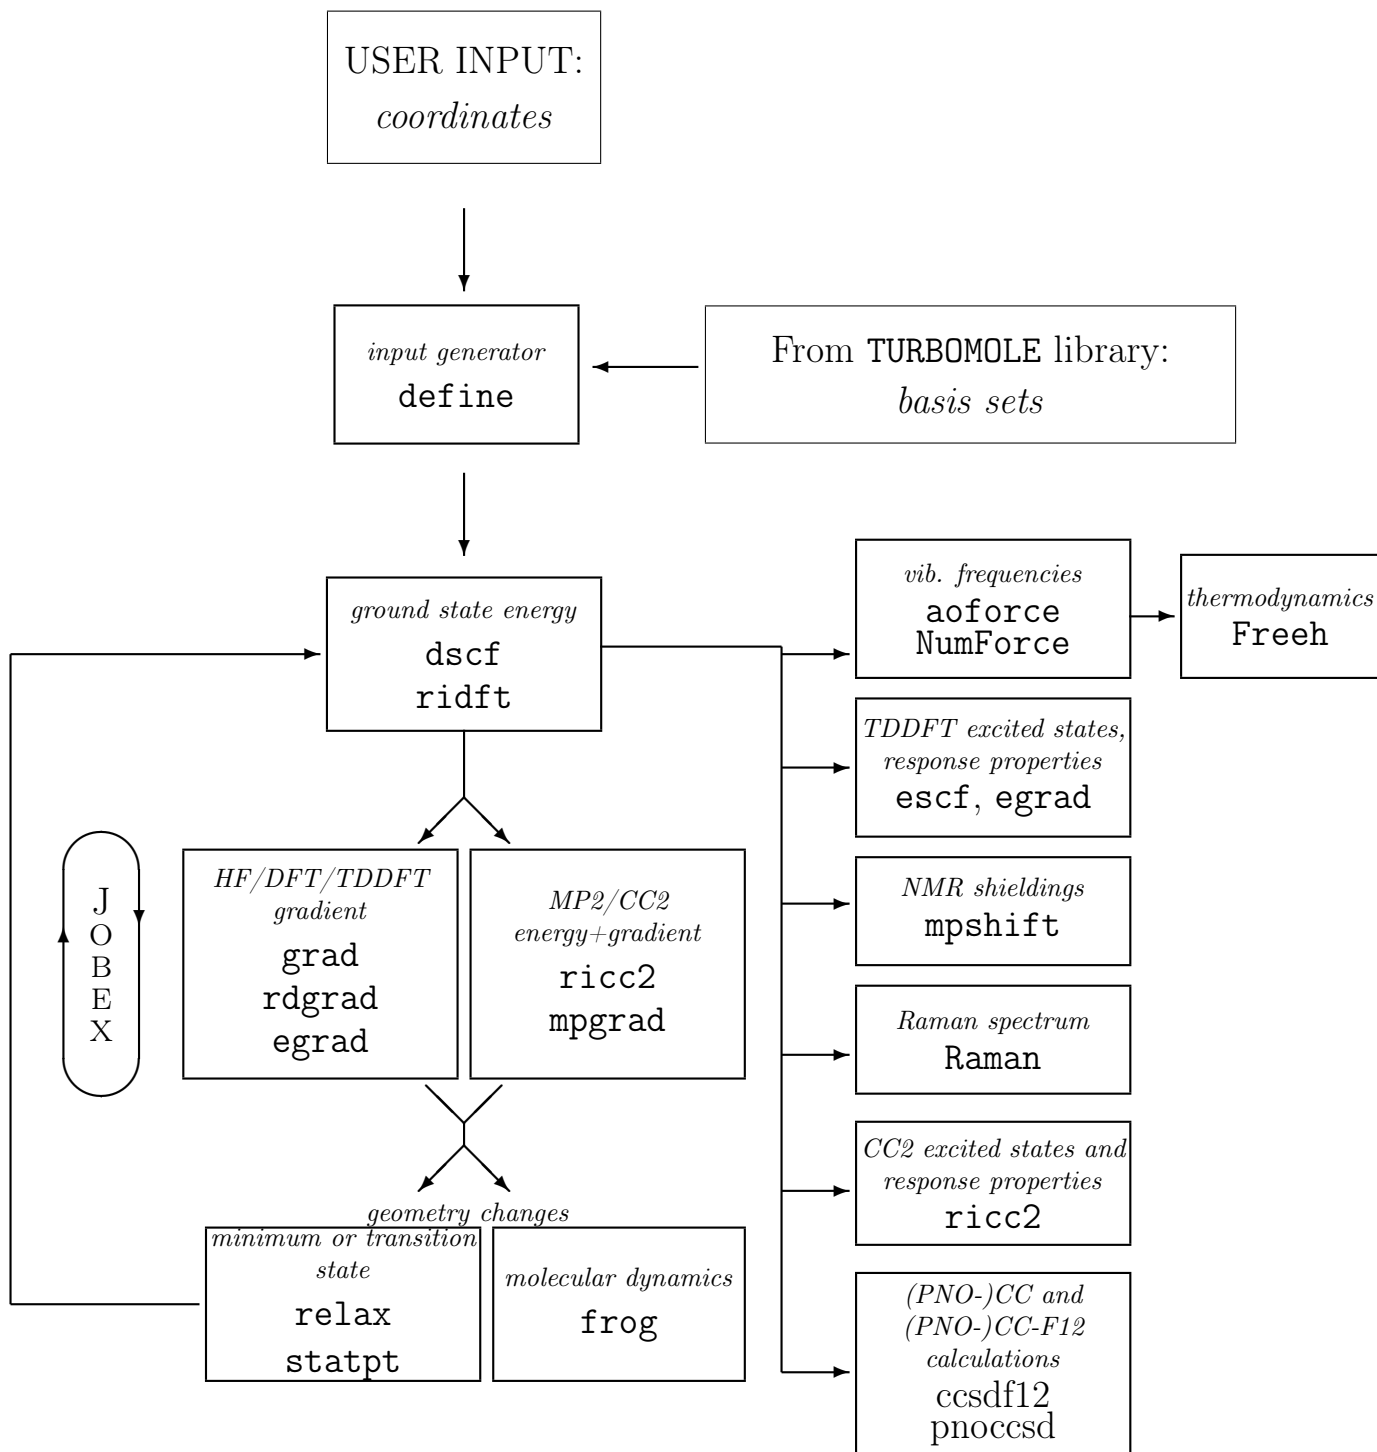 USER INPUT:
coordinates
input generator
define
From TURBOMOLE library:
basis sets
ground state energy
dscf
ridft
vib. frequencies
aoforce
NumForce
thermodynamics
Freeh
TDDFT excited states,
response properties
escf, egrad
J
O
B
E
X
HF/DFT/TDDFT
gradient
grad
rdgrad
egrad
MP2/CC2
energy+gradient
ricc2
mpgrad
NMR shieldings
mpshift
Raman spectrum
Raman
CC2 excited states and
response properties
ricc2
geometry changes
minimum or transition
state
relax
statpt
molecular dynamics
frog
(PNO-)CC and
(PNO-)CC-F12
calculations
ccsdf12
pnoccsd